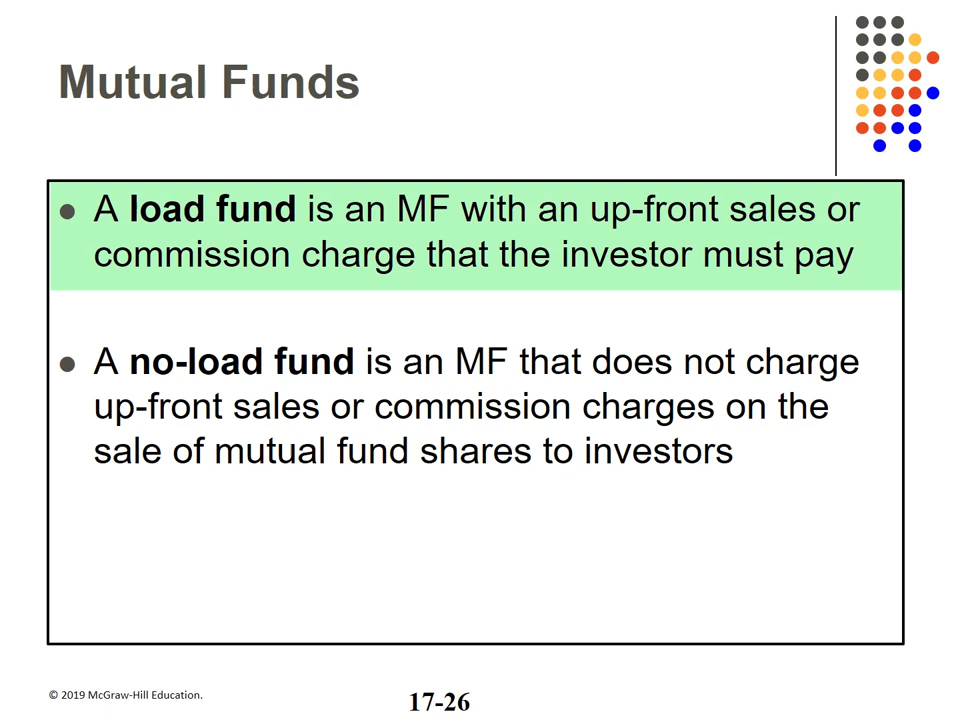 Mutual Funds
● A load fund is an MF with an up-front sales or
commission charge that the investor must pay
● A no-load fund is an MF that does not charge
up-front sales or commission charges on the
sale of mutual fund shares to investors
© 2019 McGraw-Hill Education.
17-26